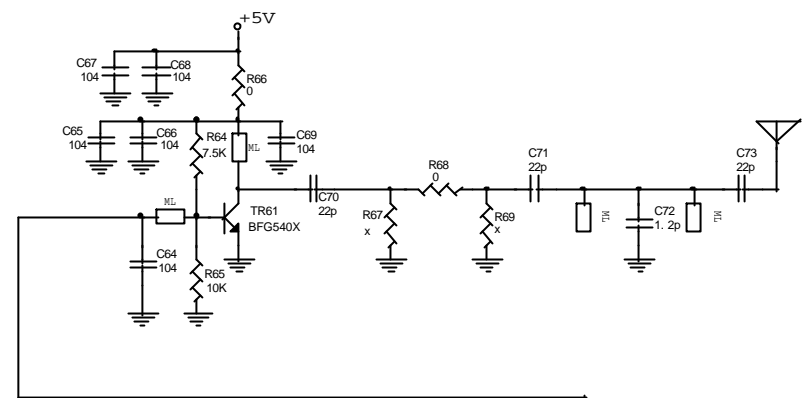 +5V
C67
104
C68
104
R66
0
C65
104
C66
104
R64
7.5K
ML
C69
104
ML
TR61
BFG540X
C70
22p
R68
0
C71
22p
C73
22p
R67
x
R69
x
ML
C72
1.2p
ML
C64
104
R65
10K